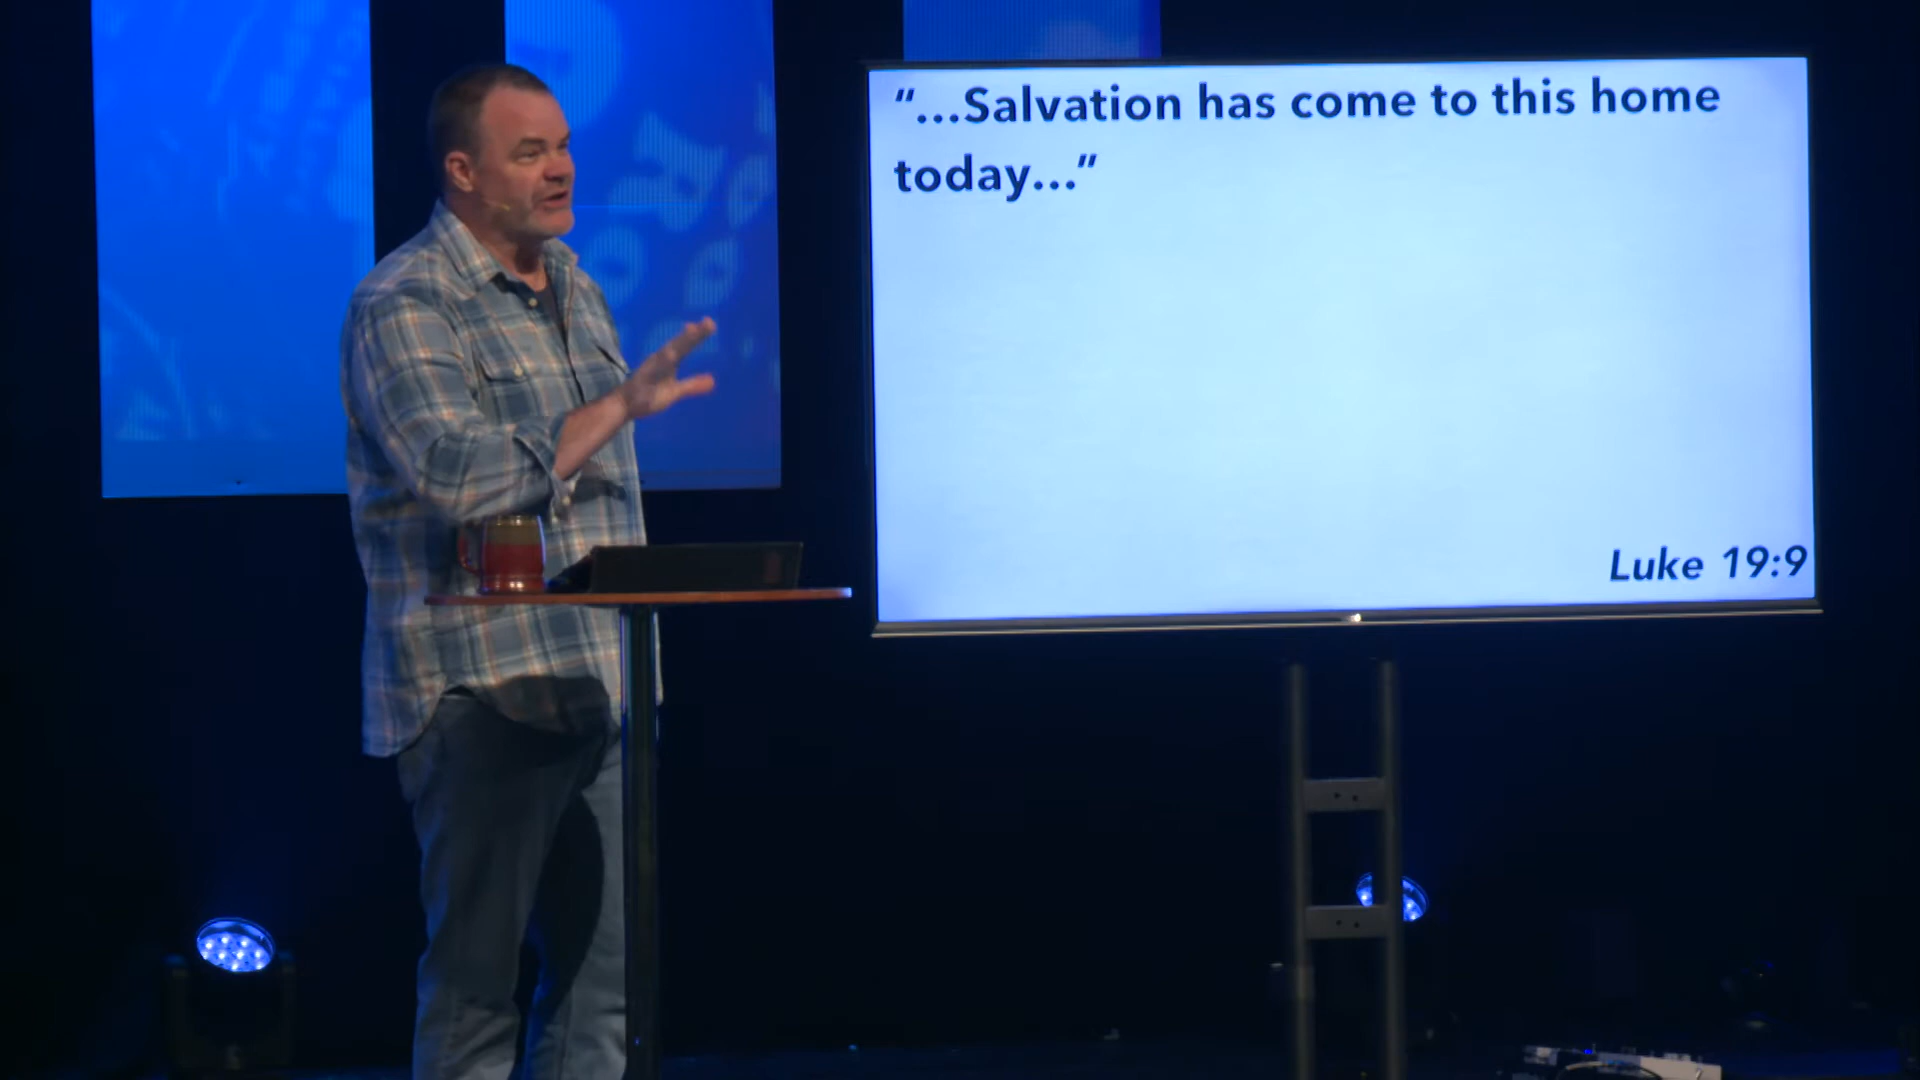 “...Salvation has come to this home
today...”
Luke 19:9